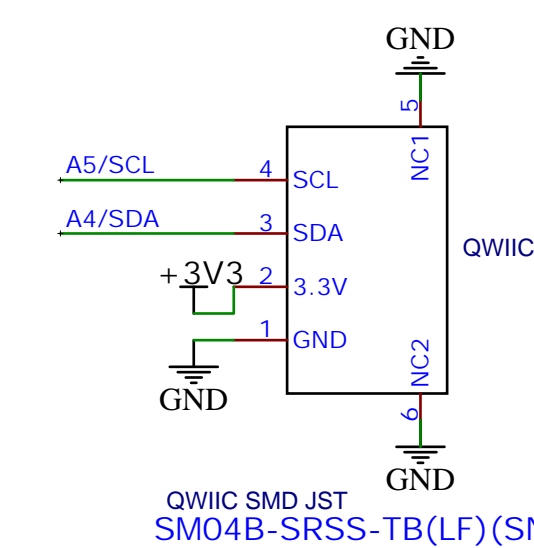 GND
5
NC1
A5/SCL
4
SCL
A4/SDA
3
SDA
QWIIC
+3V3
2
3.3V
1
GND
NC2
GND
6
GND
QWIIC SMD JST
SM04B-SRSS-TB(LF)(SN